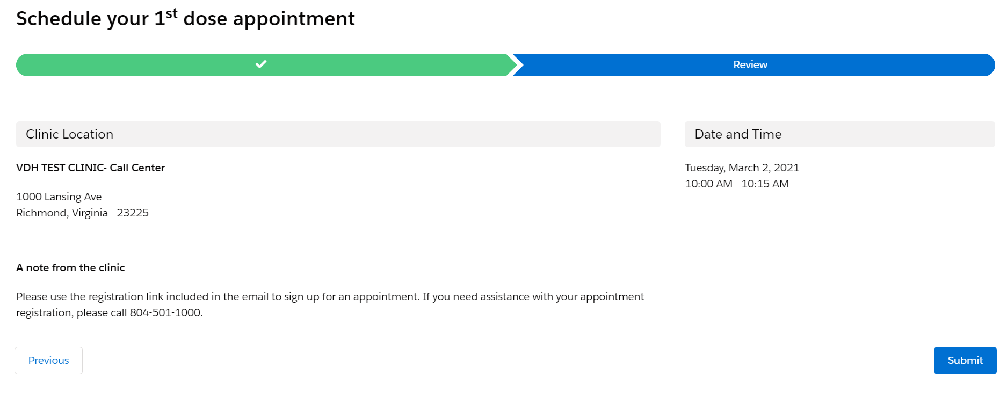 Schedule your 1st dose appointment
Review
Clinic Location
VDH TEST CLINIC- Call Center
1000 Lansing Ave
Richmond, Virginia - 23225
Date and Time
Tuesday, March 2, 2021
10:00 AM - 10:15 AM
A note from the clinic
Please use the registration link included in the email to sign up for an appointment. If you need assistance with your appointment
registration, please call 804-501-1000.
Previous
Submit